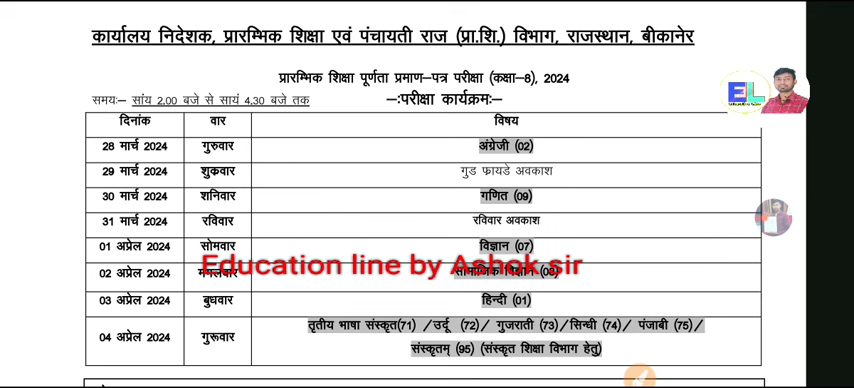 कार्यालय निदेशक, प्रारम्भिक शिक्षा एवं पंचायती राज (प्रा.शि.) विभाग, राजस्थान, बीकानेर
प्रारम्भिक शिक्षा पूर्णता प्रमाण–पत्र परीक्षा (कक्षा–8), 2024
समयः– सांय 2.00 बजे से सायं 4.30 बजे तक –:परीक्षा कार्यक्रमः–
EL
दिनांक वार विषय
28 मार्च 2024 गुरुवार अंग्रेजी (02)
29 मार्च 2024 शुक्रवार गुड फ्रायडे अवकाश
30 मार्च 2024 शनिवार गणित (09)
31 मार्च 2024 रविवार रविवार अवकाश
01 अप्रेल 2024 सोमवार विज्ञान (07)
Education line by Ashok sir
02 अप्रेल 2024 मंगलवार सामाजिक विज्ञान (08)
03 अप्रेल 2024 बुधवार हिन्दी (01)
04 अप्रेल 2024 गुरूवार तृतीय भाषा संस्कृत(71) /उर्दू (72)/ गुजराती (73)/सिन्धी (74)/ पंजाबी (75)/
संस्कृतम् (95) (संस्कृत शिक्षा विभाग हेतु)